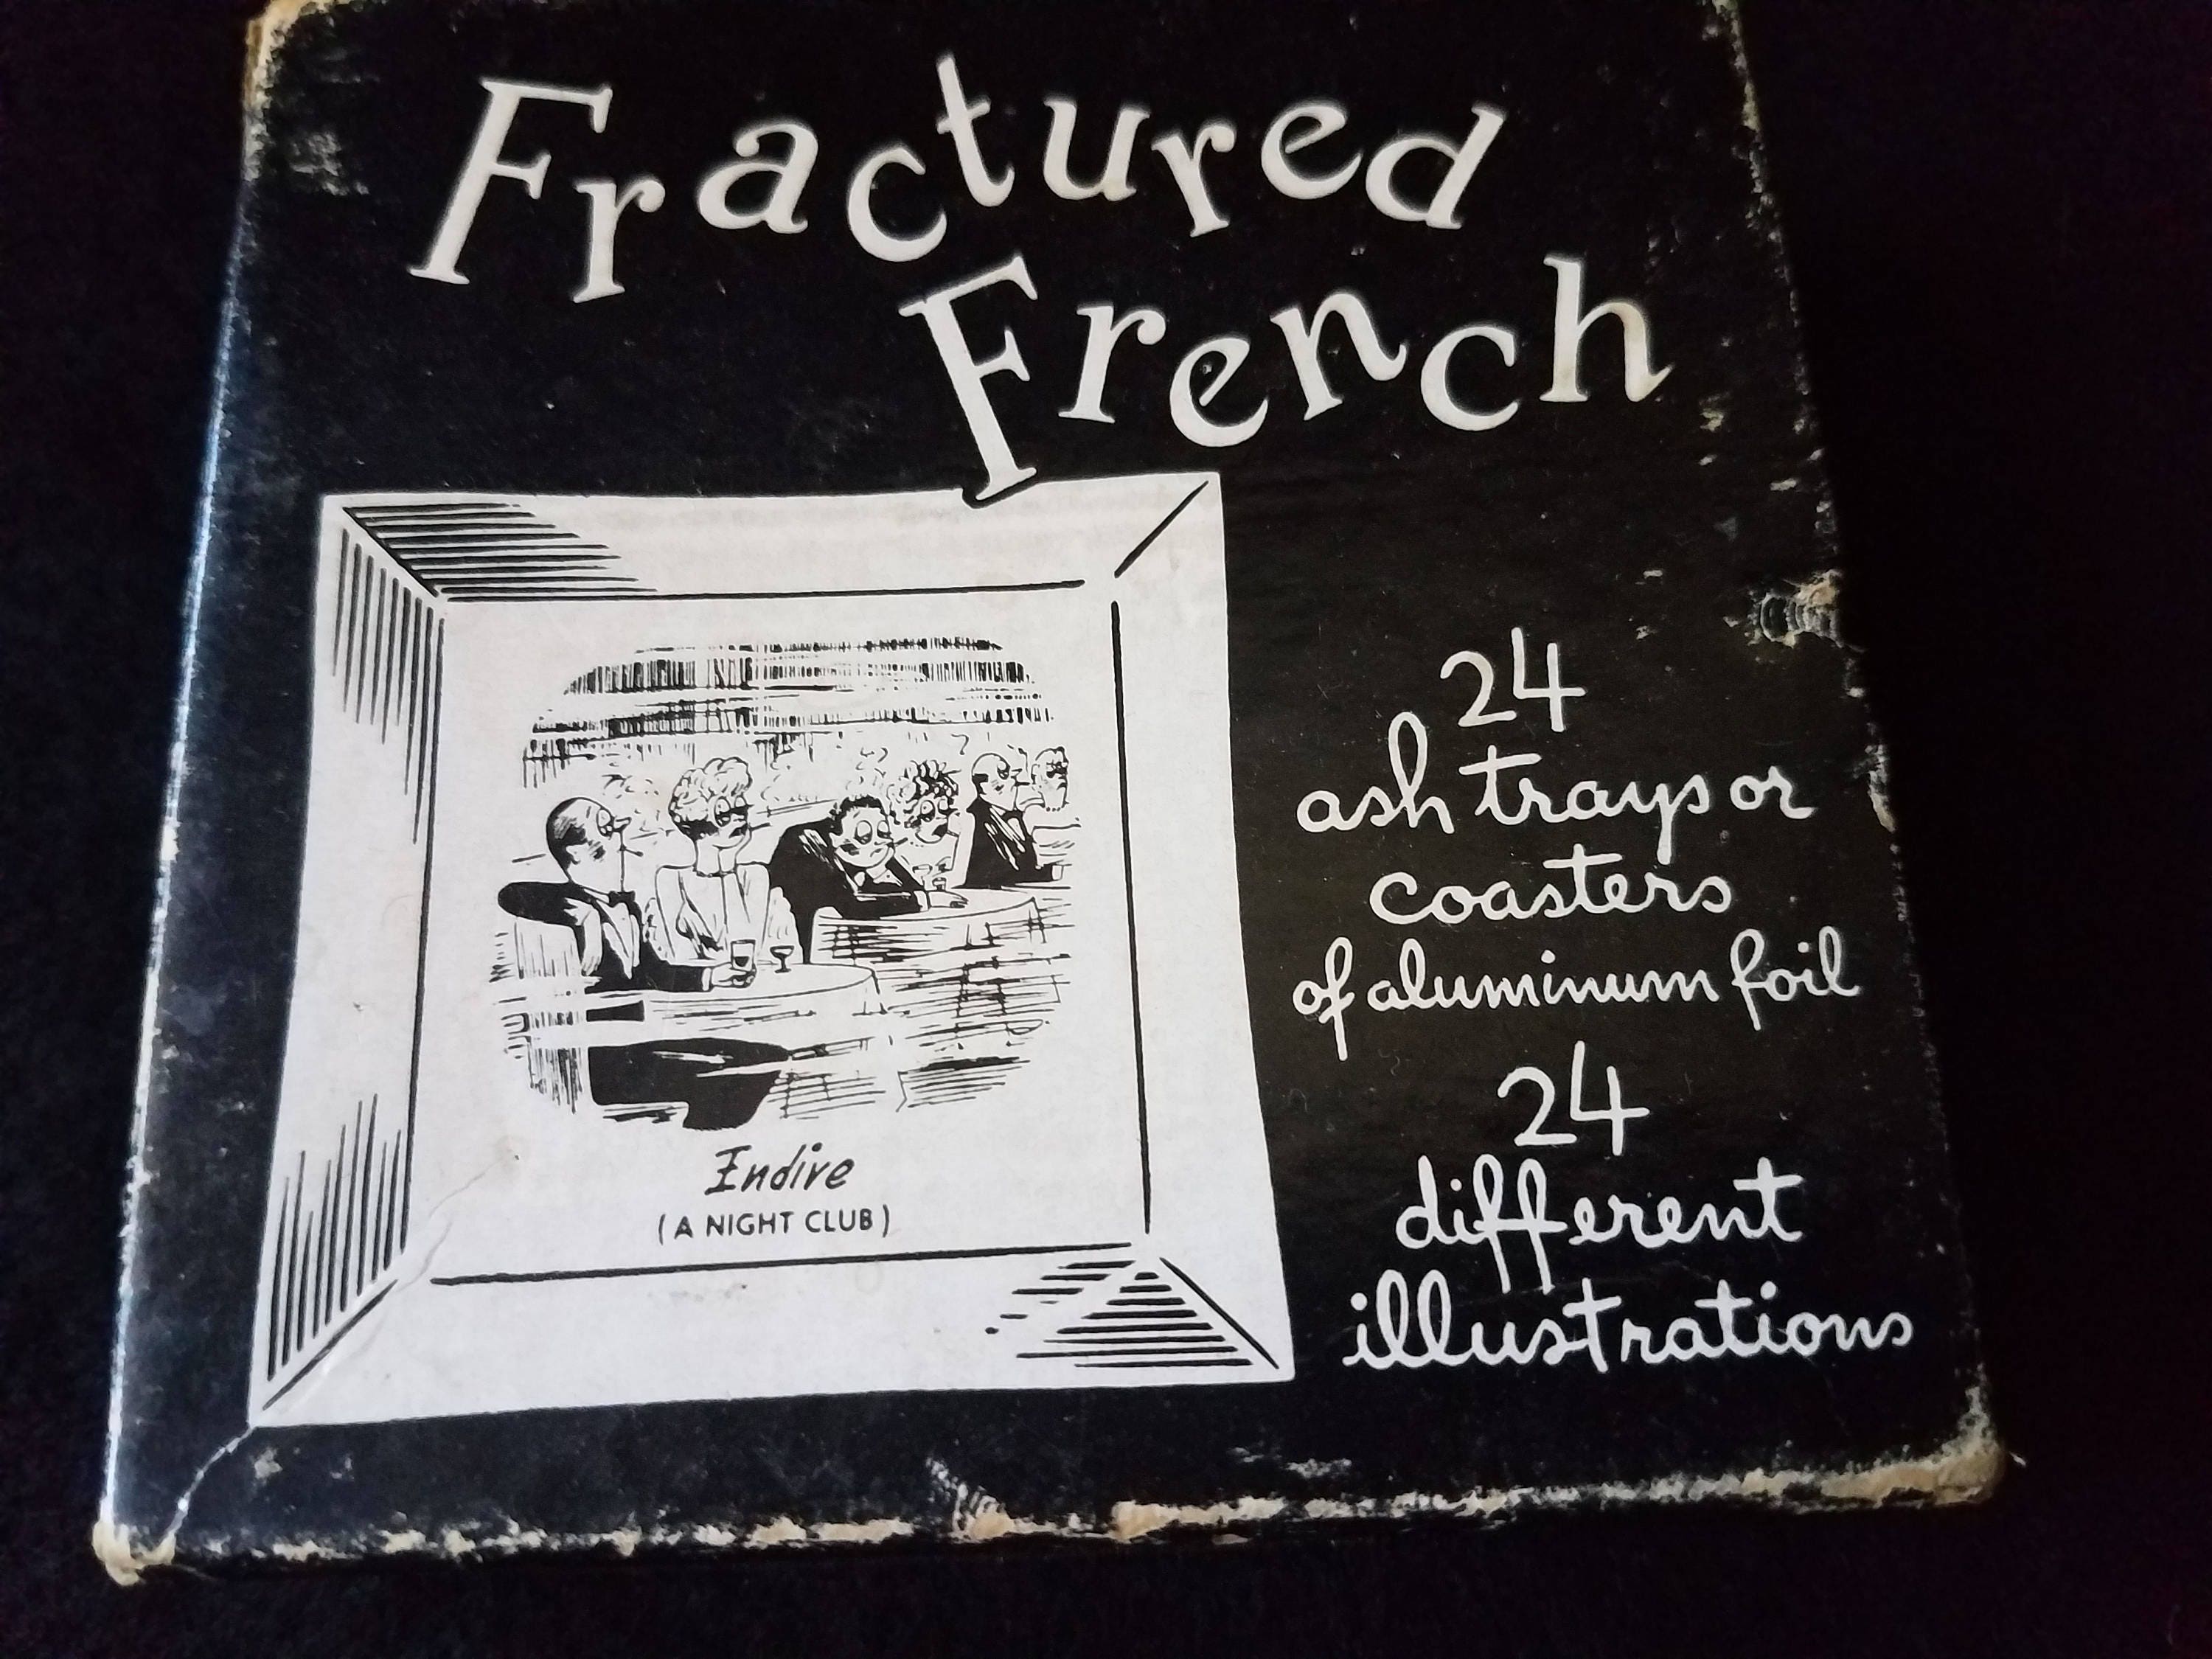 Fractured
French
24
ash trays or
coasters
of aluminum foil
24
different
illustrations
Endive
(A NIGHT CLUB)